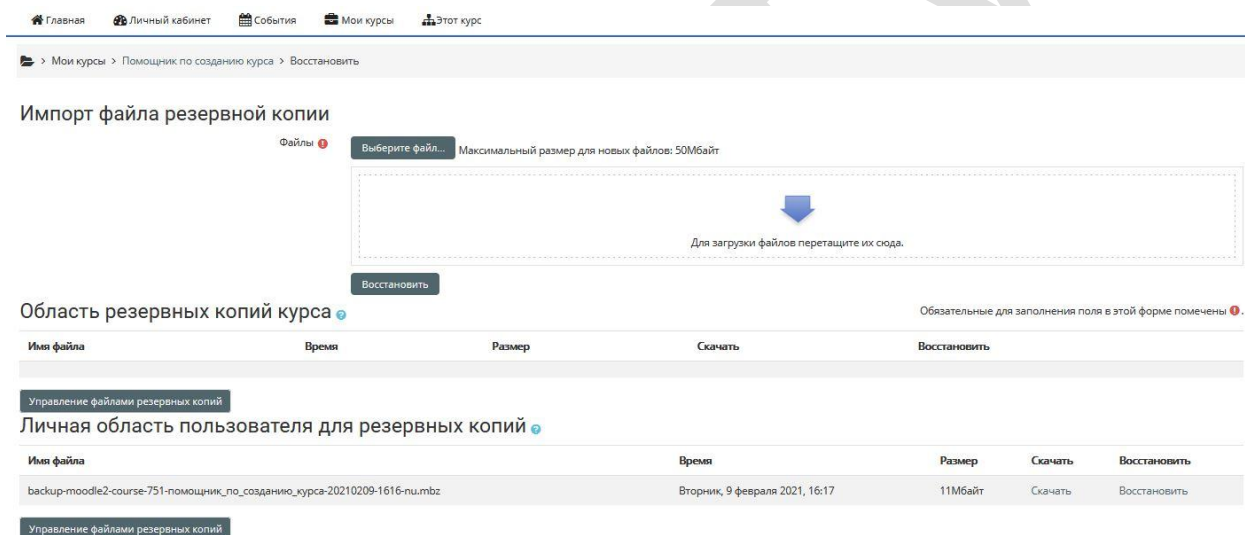 Главная Личный кабинет События Мои курсы Этот курс
> Мои курсы > Помощник по созданию курса > Восстановить
Импорт файла резервной копии
Файлы
Выберите файл... Максимальный размер для новых файлов: 50Мбайт
Для загрузки файлов перетащите их сюда.
Восстановить
Область резервных копий курса
Обязательные для заполнения поля в этой форме помечены .
Имя файла Время Размер Скачать Восстановить
Управление файлами резервных копий
Личная область пользователя для резервных копий
Имя файла Время Размер Скачать Восстановить
backup-moodle2-course-751-помощник_по_созданию_курса-20210209-1616-nu.mbz Вторник, 9 февраля 2021, 16:17 11Мбайт Скачать Восстановить
Управление файлами резервных копий